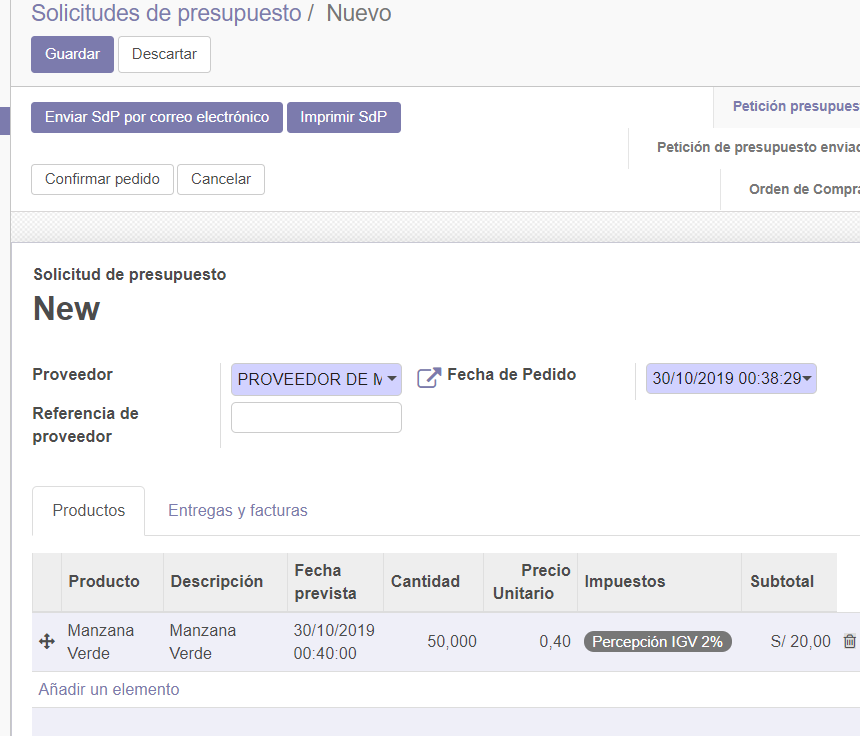 Solicitudes de presupuesto / Nuevo
Guardar Descartar
Enviar SdP por correo electrónico Imprimir SdP
Petición presupues
Petición de presupuesto enviad
Confirmar pedido Cancelar
Orden de Compra
Solicitud de presupuesto
New
Proveedor PROVEEDOR DE M Fecha de Pedido 30/10/2019 00:38:29
Referencia de
proveedor
Productos Entregas y facturas
Producto Descripción Fecha prevista Cantidad Precio Unitario Impuestos Subtotal
Manzana Verde Manzana Verde 30/10/2019 00:40:00 50,000 0,40 Percepción IGV 2% S/ 20,00
Añadir un elemento